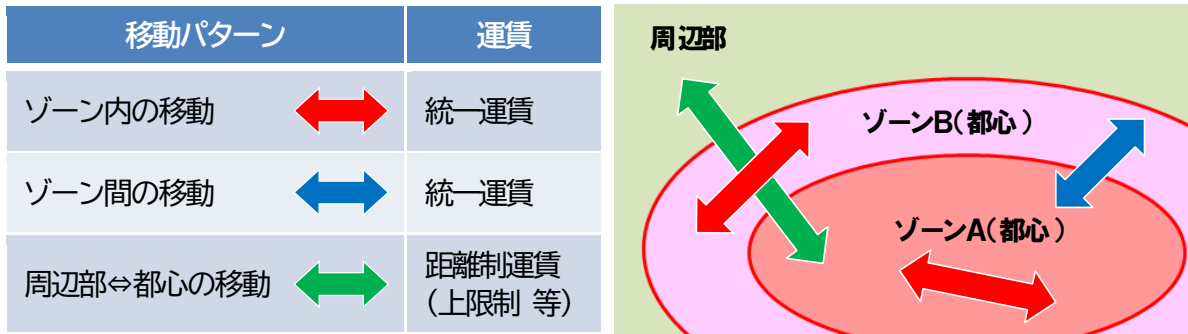 移動パターン
運賃
ゾーン内の移動
統一運賃
ゾーン間の移動
統一運賃
周辺部⇔都心の移動
距離制運賃
（上限制 等）
周辺部
ゾーンB（都心）
ゾーンA（都心）